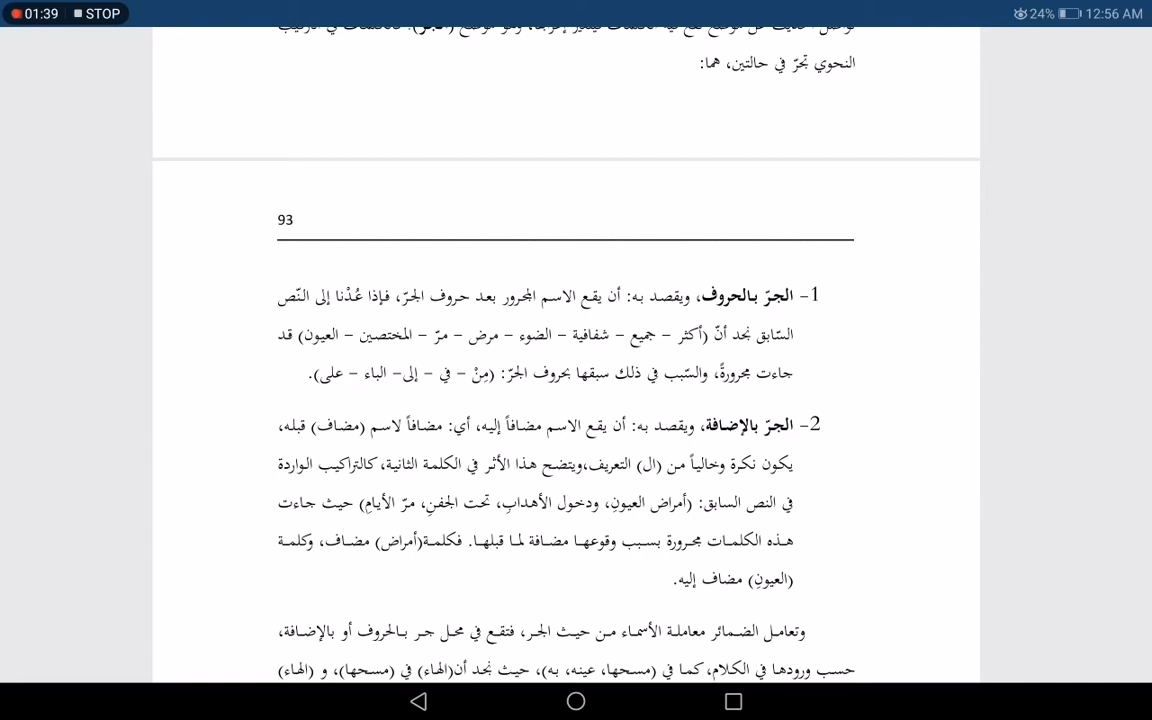 01:39 STOP 24% 12:56 AM
النحوي تجرّ في حالتين، هما:
93
1- الجرّ بالحروف، ويقصد به: أن يقع الاسم المجرور بعد حروف الجرّ، فإذا عُدْنا إلى النّص
السّابق نجد أنّ (أكثر - جميع - شفافية - الضوء - مرض - مرّ - المختصين - العيون) قد
جاءت مجرورةً، والسّبب في ذلك سبقها بحروف الجرّ: (مِنْ - في - إلى- الباء - على).
2- الجرّ بالإضافة، ويقصد به: أن يقع الاسم مضافاً إليه، أي: مضافاً لاسم (مضاف) قبله،
يكون نكرة وخالياً من (ال) التعريف،ويتضح هذا الأثر في الكلمة الثانية،كالتراكيب الواردة
في النص السابق: (أمراض العيونِ، ودخول الأهدابِ، تحت الجفنِ، مرّ الأيامِ) حيث جاءت
هذه الكلمات مجرورة بسبب وقوعها مضافة لما قبلها. فكلمة(أمراض) مضاف، وكلمة
(العيونِ) مضاف إليه.
وتعامل الضمائر معاملة الأسماء من حيث الجر، فتقع في محل جر بالحروف أو بالإضافة،
حسب ورودها في الكلام،كما في (مسحها، عينه، به)، حيث نجد أن(الهاء) في (مسحها)، و (الهاء)